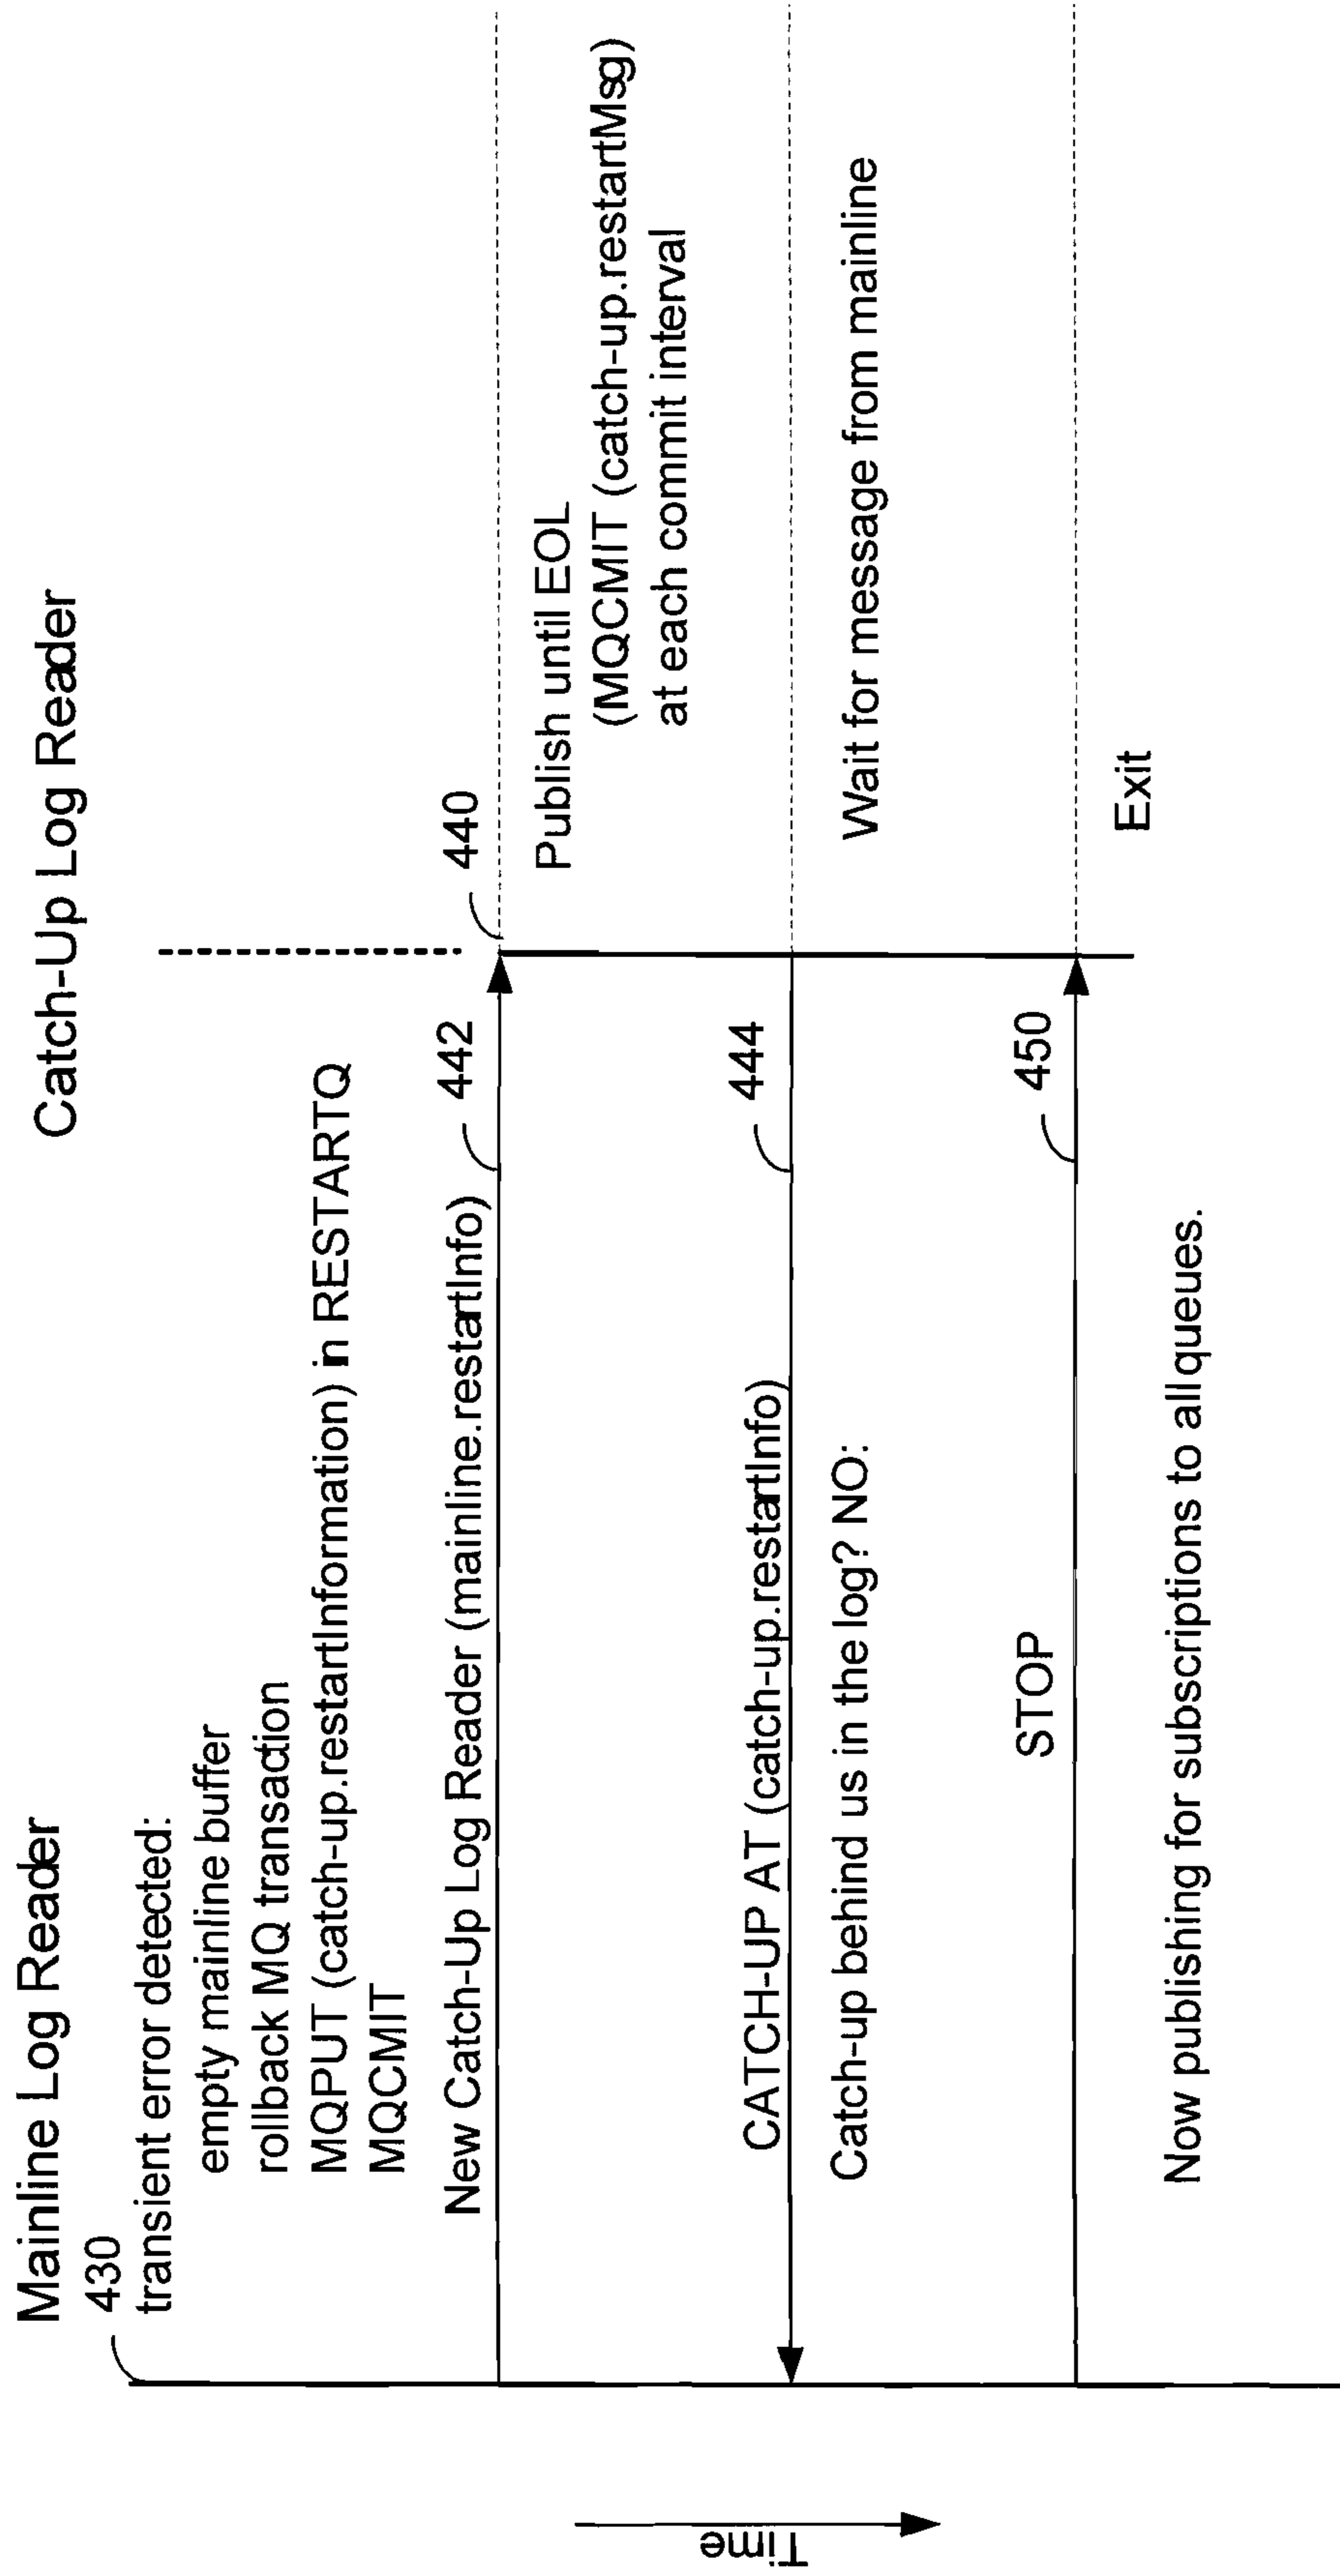 Mainline Log Reader
Catch-Up Log Reader
430
transient error detected:
empty mainline buffer
rollback MQ transaction
MQPUT (catch-up.restartInformation) in RESTARTQ
MQCMIT
New Catch-Up Log Reader (mainline.restartInfo)
442
440
Publish until EOL
(MQCMIT (catch-up.restartMsg)
at each commit interval
Time
CATCH-UP AT (catch-up.restartInfo)
444
Catch-up behind us in the log? NO:
Wait for message from mainline
STOP
450
Exit
Now publishing for subscriptions to all queues.